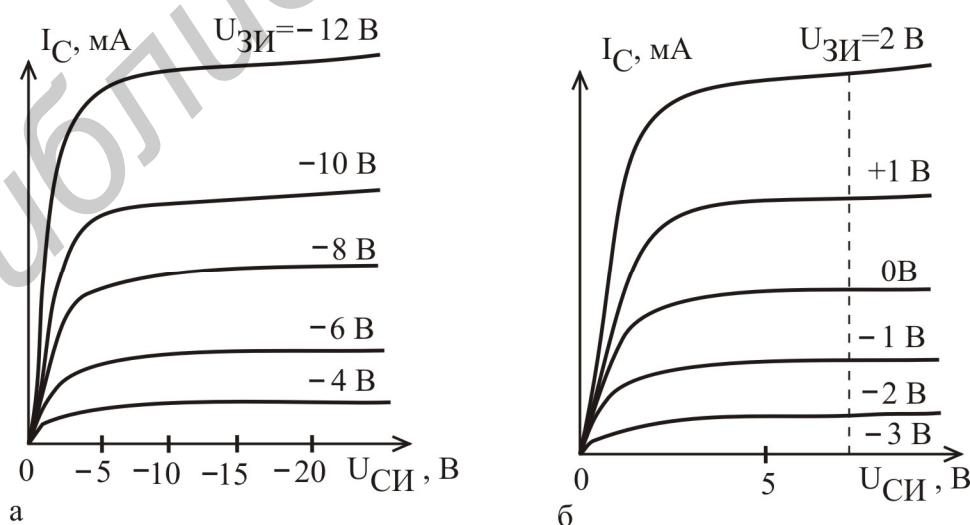 I_C, мА
U_ЗИ=−12 В
−10 В
−8 В
−6 В
−4 В
0 −5 −10 −15 −20 U_СИ, В
а
I_C, мА
U_ЗИ=2 В
+1 В
0В
−1 В
−2 В
−3 В
0 5 U_СИ, В
б